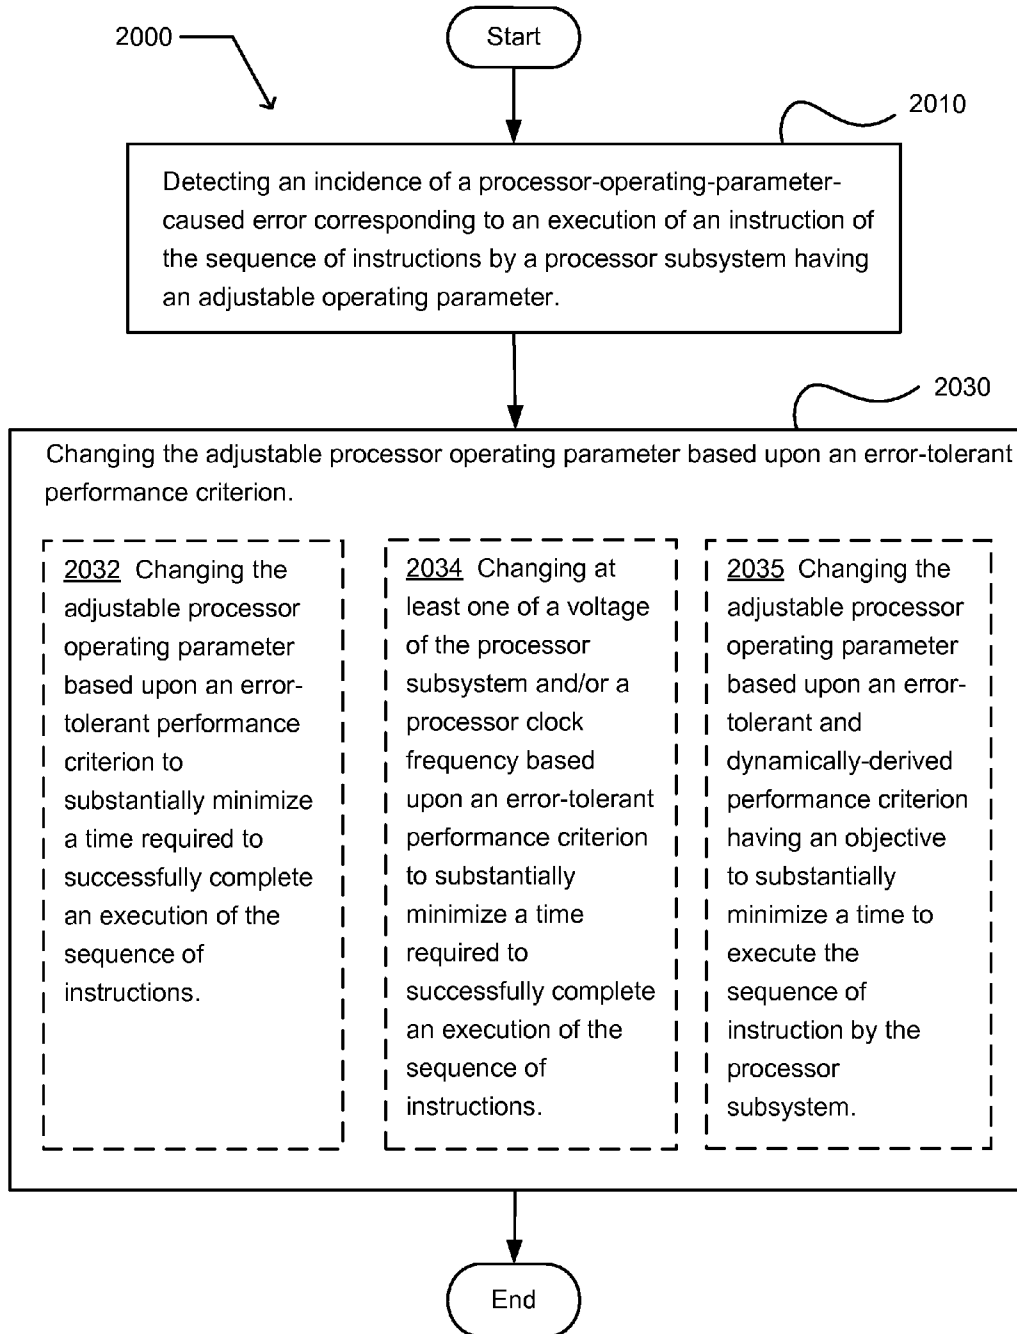 2000
Start
2010
Detecting an incidence of a processor-operating-parameter-
caused error corresponding to an execution of an instruction of
the sequence of instructions by a processor subsystem having
an adjustable operating parameter.
2030
Changing the adjustable processor operating parameter based upon an error-tolerant
performance criterion.
2032 Changing the
adjustable processor
operating parameter
based upon an error-
tolerant performance
criterion to
substantially minimize
a time required to
successfully complete
an execution of the
sequence of
instructions.
2034 Changing at
least one of a voltage
of the processor
subsystem and/or a
processor clock
frequency based
upon an error-tolerant
performance criterion
to substantially
minimize a time
required to
successfully complete
an execution of the
sequence of
instructions.
2035 Changing the
adjustable processor
operating parameter
based upon an error-
tolerant and
dynamically-derived
performance criterion
having an objective
to substantially
minimize a time to
execute the
sequence of
instruction by the
processor
subsystem.
End